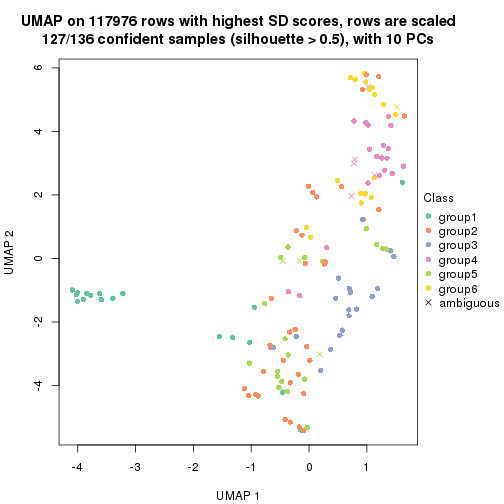 UMAP on 117976 rows with highest SD scores, rows are scaled
127/136 confident samples (silhouette > 0.5), with 10 PCs
6
4
2
0
-2
-4
UMAP 2
-4
-3
-2
-1
0
1
UMAP 1
Class
group1
group2
group3
group4
group5
group6
ambiguous